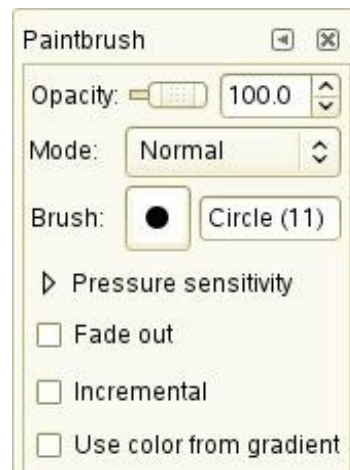 Paintbrush
Opacity: 100.0
Mode: Normal
Brush: Circle (11)
Pressure sensitivity
Fade out
Incremental
Use color from gradient